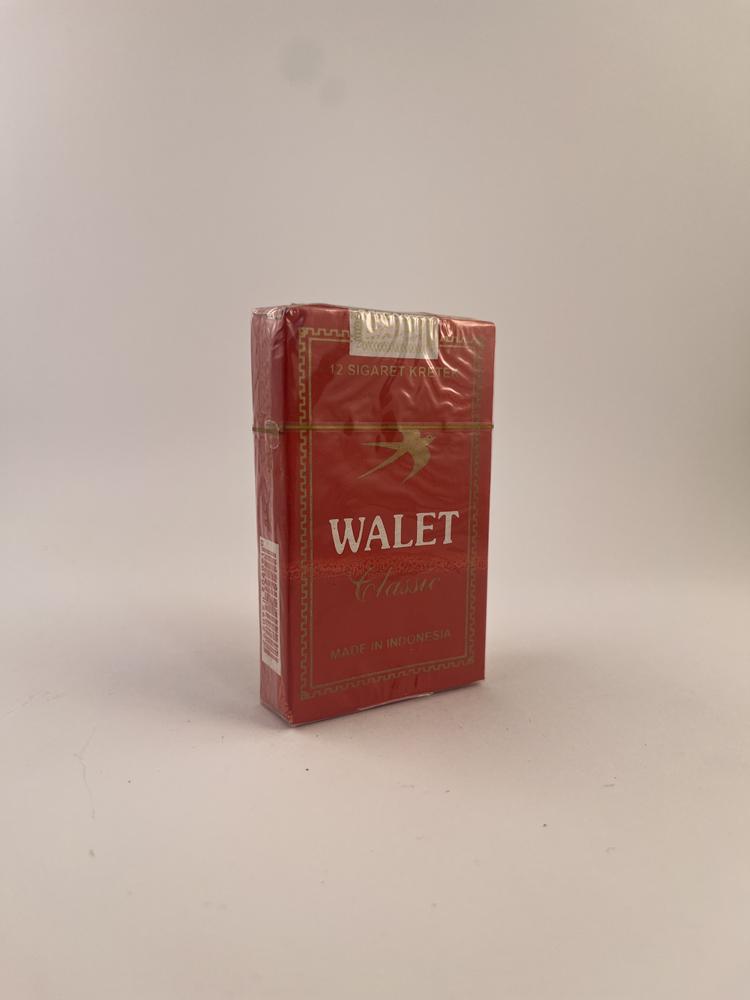 12 SIGARET KRETEK
WALET
Classic
MADE IN INDONESIA